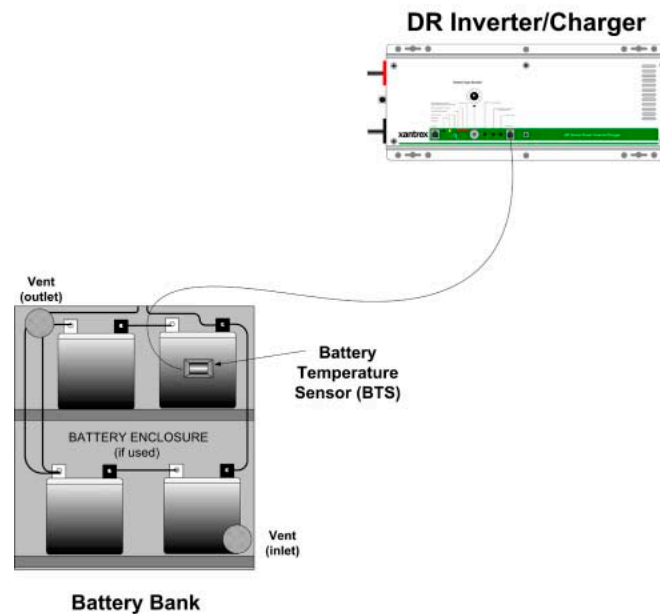 DR Inverter/Charger
xantrex
Vent
(outlet)
Battery
Temperature
Sensor (BTS)
BATTERY ENCLOSURE
(if used)
Vent
(inlet)
Battery Bank